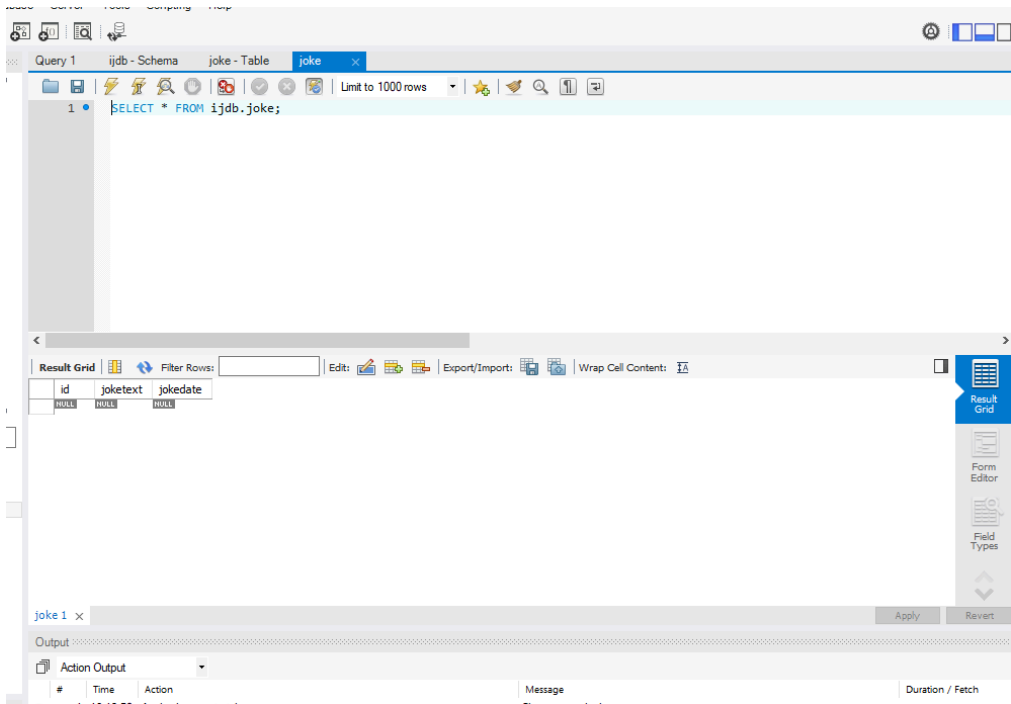 Query 1 ijdb - Schema joke - Table joke
Limit to 1000 rows
1 SELECT * FROM ijdb.joke;
Result Grid Filter Rows: Edit: Export/Import: Wrap Cell Content:
id joketext jokedate
NULL NULL NULL
Result
Grid
Form
Editor
Field
Types
joke 1 Apply Revert
Output
Action Output
# Time Action Message Duration / Fetch